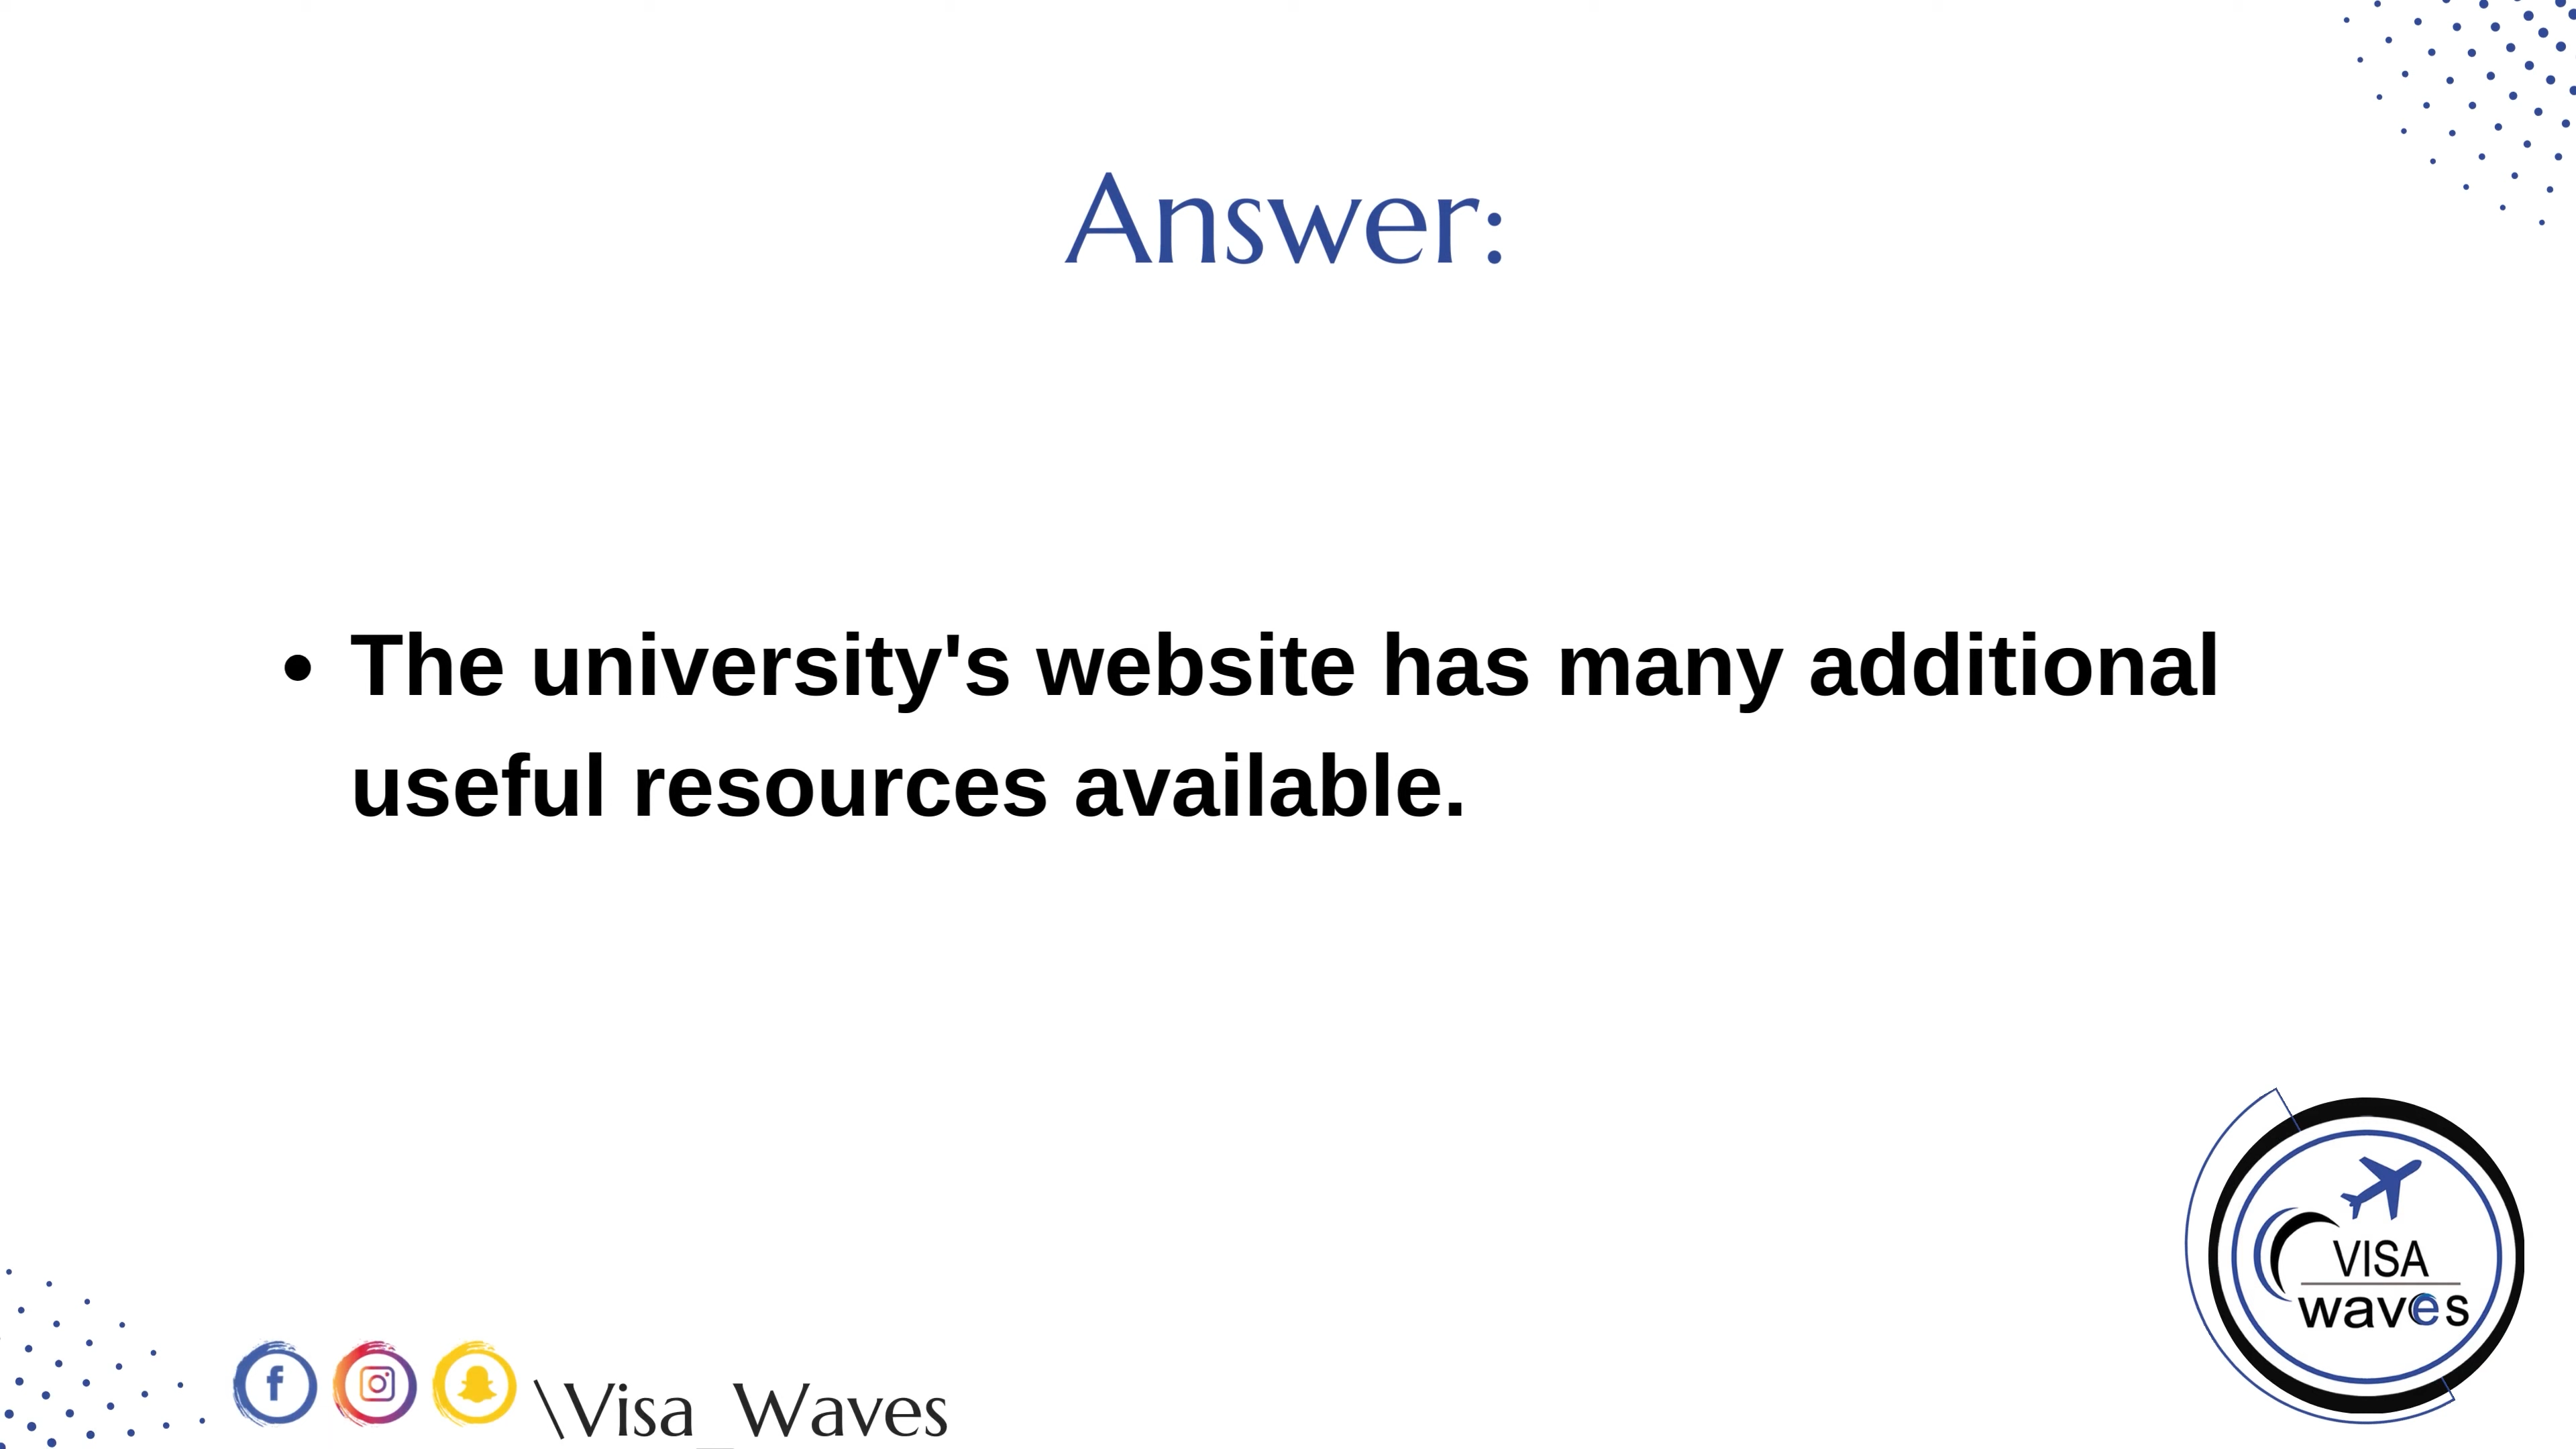 Answer:
• The university's website has many additional
useful resources available.
VISA
waves
f
\Visa_Waves